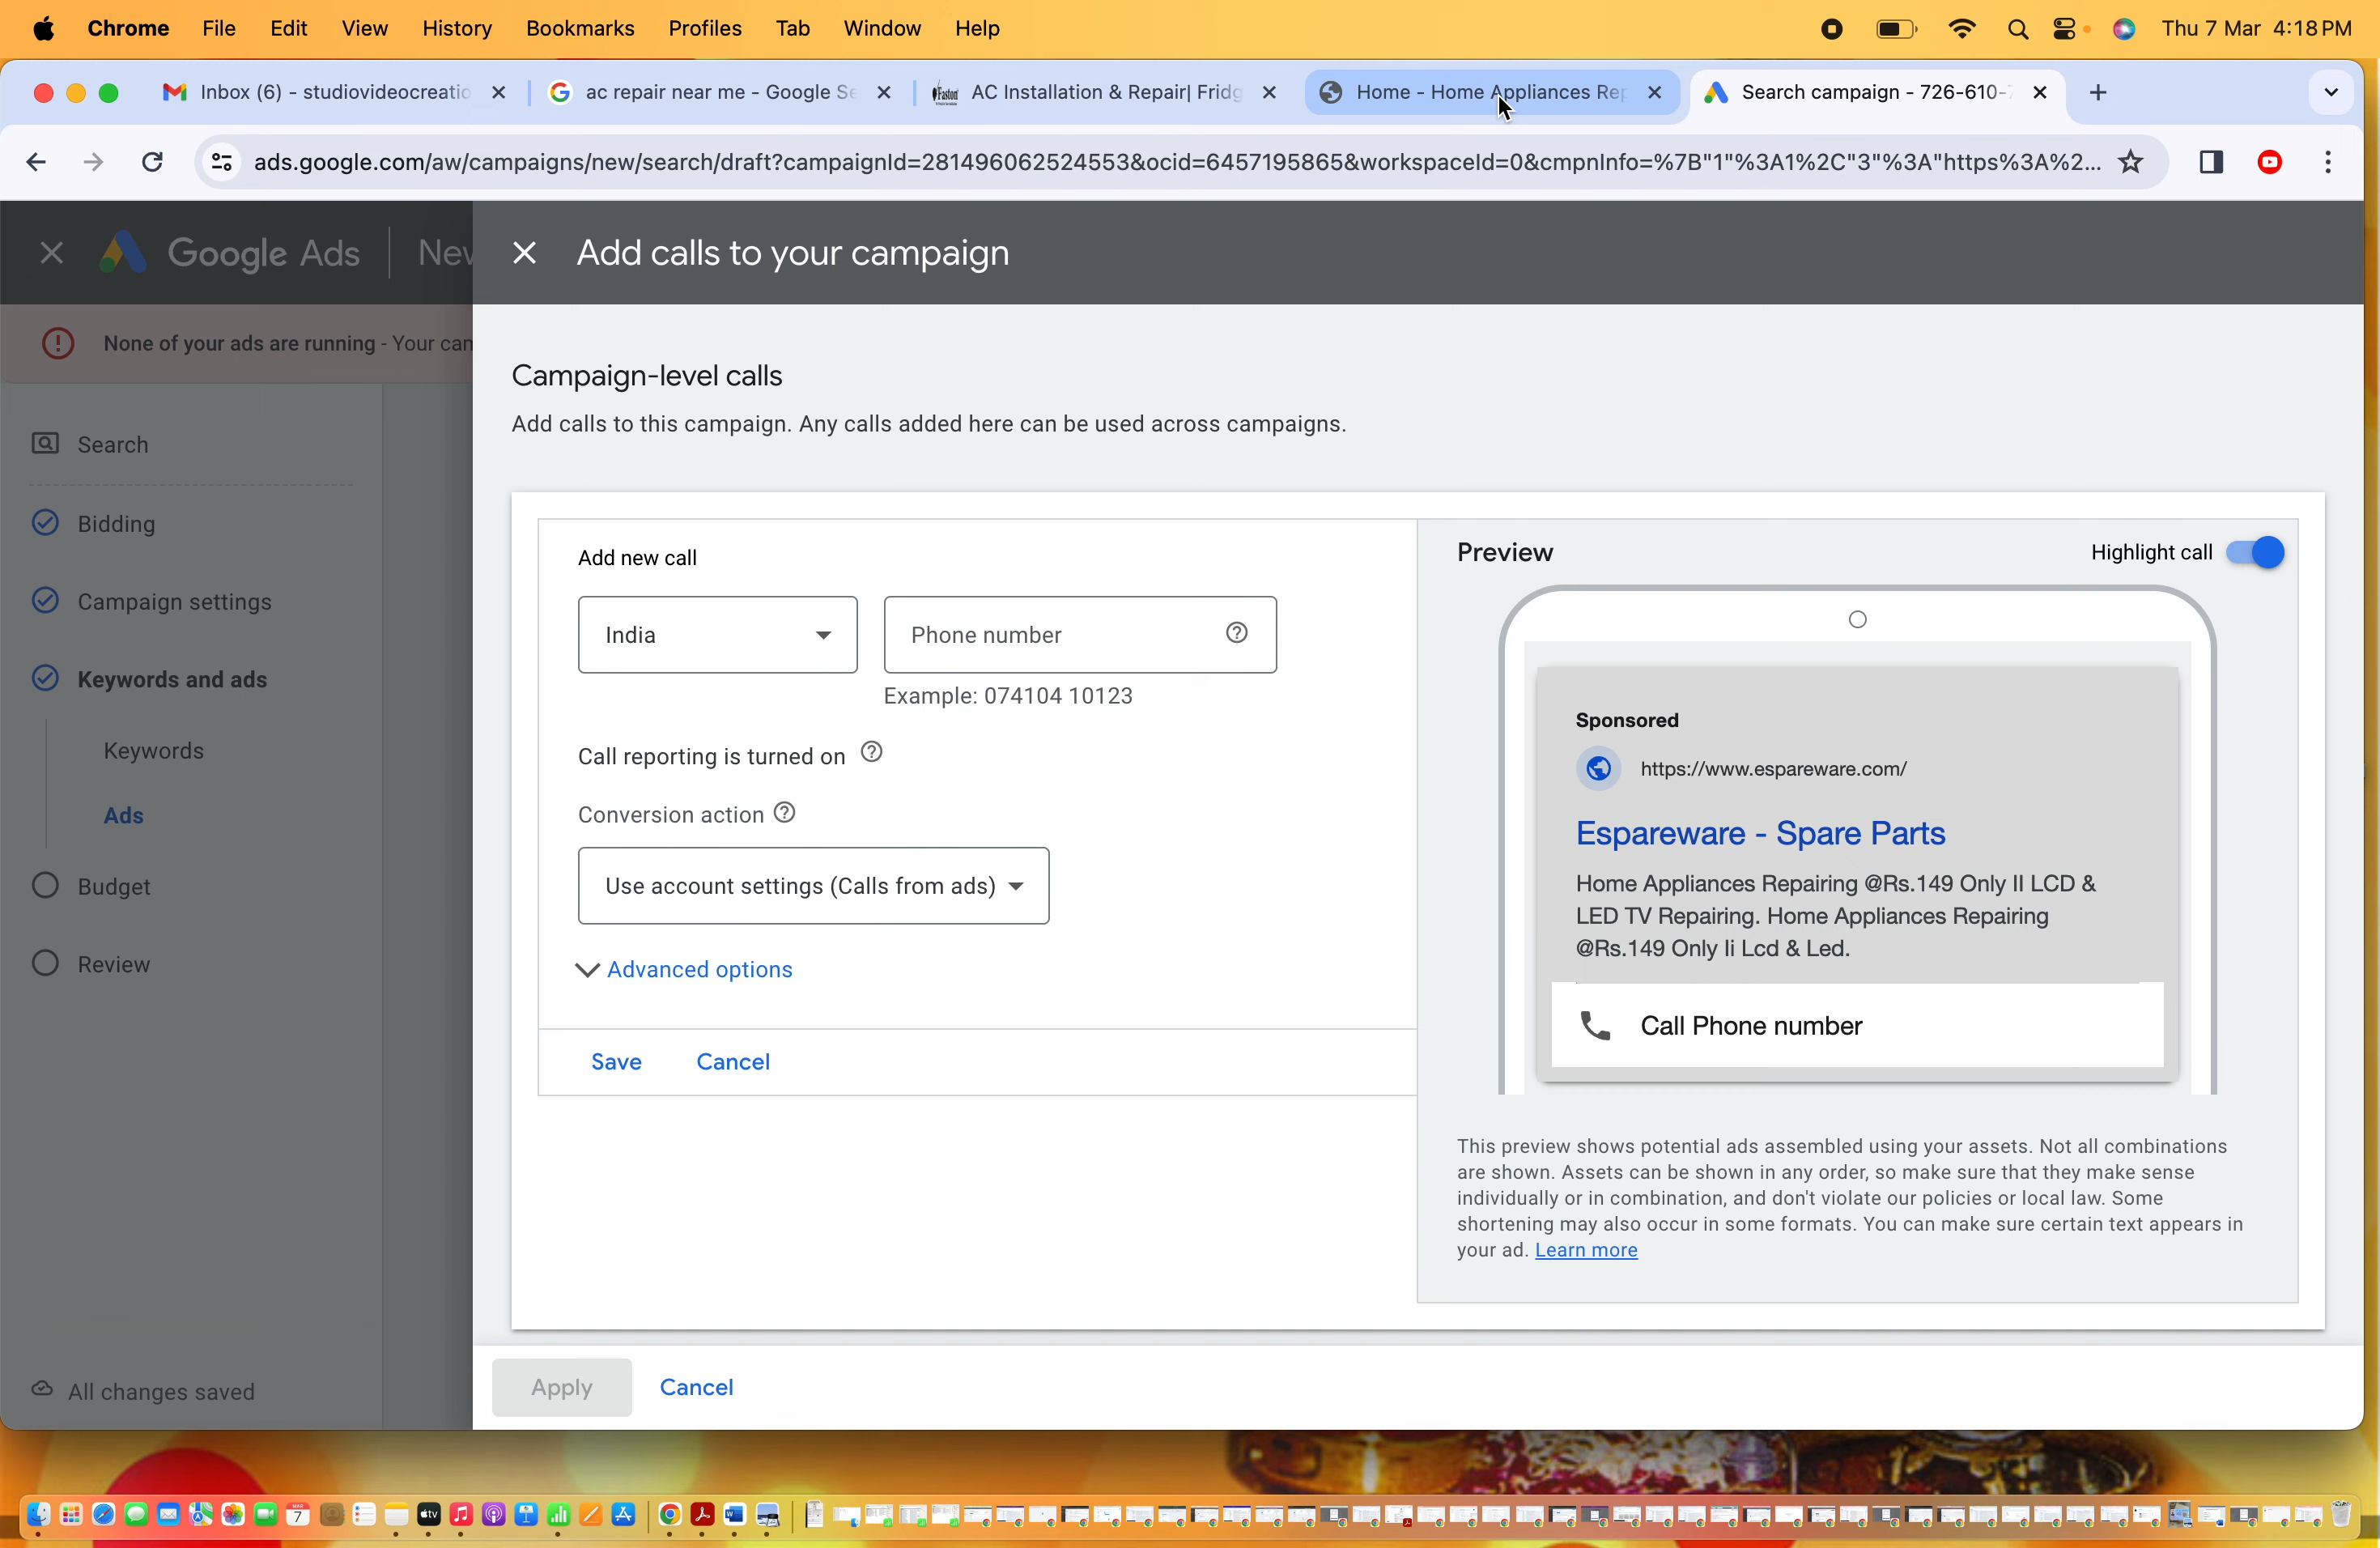 Chrome File Edit View History Bookmarks Profiles Tab Window Help Thu 7 Mar 4:18 PM
Inbox (6) - studiovideocreatio ac repair near me - Google Se AC Installation & Repair| Fridg Home - Home Appliances Rep Search campaign - 726-610-7
ads.google.com/aw/campaigns/new/search/draft?campaignId=281496062524553&ocid=6457195865&workspaceId=0&cmpnInfo=%7B"1"%3A1%2C"3"%3A"https%3A%2...
Google Ads New
Add calls to your campaign
None of your ads are running - Your cam
Search
Bidding
Campaign settings
Keywords and ads
Keywords
Ads
Budget
Review
All changes saved
Campaign-level calls
Add calls to this campaign. Any calls added here can be used across campaigns.
Add new call
India
Phone number
Example: 074104 10123
Call reporting is turned on
Conversion action
Use account settings (Calls from ads)
Advanced options
Save Cancel
Preview
Highlight call
Sponsored
https://www.espareware.com/
Espareware - Spare Parts
Home Appliances Repairing @Rs.149 Only II LCD &
LED TV Repairing. Home Appliances Repairing
@Rs.149 Only Ii Lcd & Led.
Call Phone number
This preview shows potential ads assembled using your assets. Not all combinations
are shown. Assets can be shown in any order, so make sure that they make sense
individually or in combination, and don't violate our policies or local law. Some
shortening may also occur in some formats. You can make sure certain text appears in
your ad. Learn more
Apply Cancel